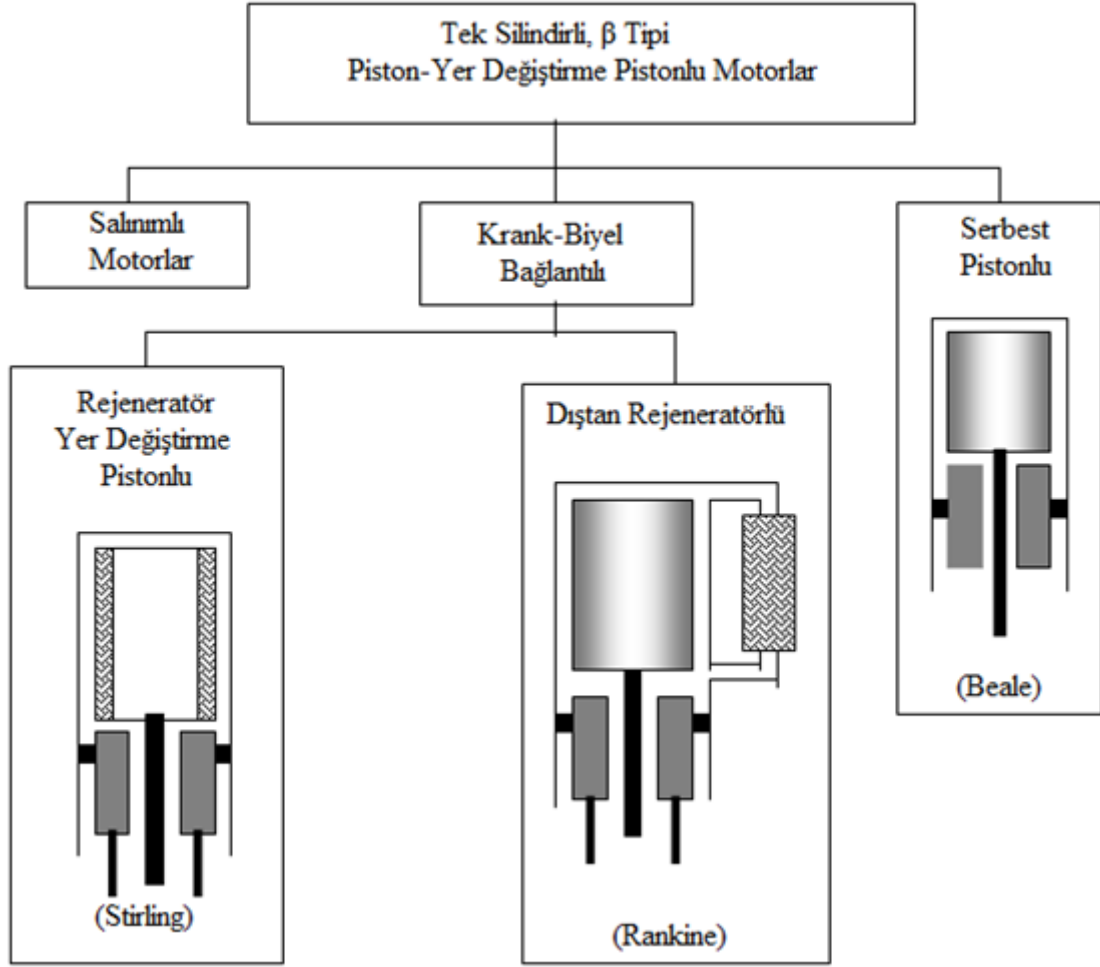 Tek Silindirli, β Tipi
Piston-Yer Değiştirme Pistonlu Motorlar
Salınımlı
Motorlar
Krank-Biyel
Bağlantılı
Serbest
Pistonlu
(Beale)
Rejeneratör
Yer Değiştirme
Pistonlu
(Stirling)
Dıştan Rejeneratörlü
(Rankine)